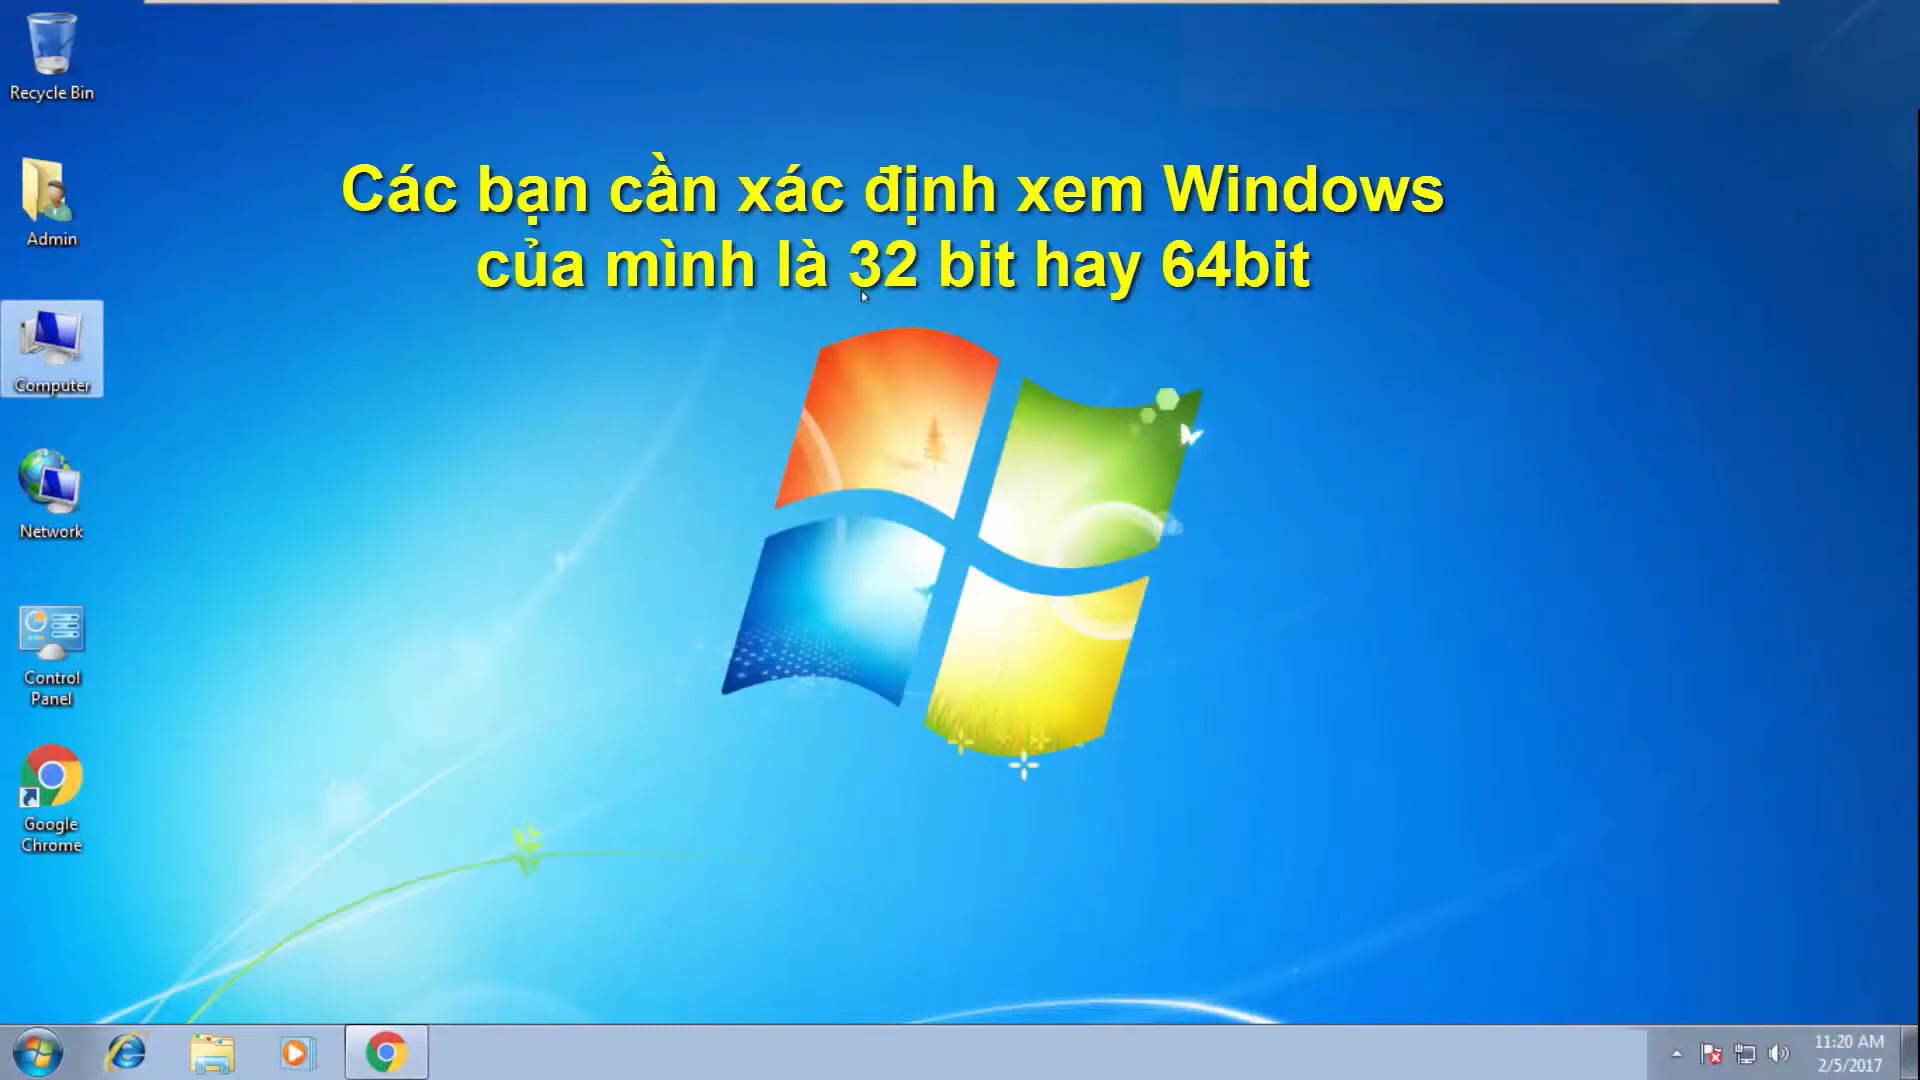 Recycle Bin
Admin
Các bạn cần xác định xem Windows
của mình là 32 bit hay 64bit
Computer
Network
Control
Panel
Google
Chrome
11:20 AM
2/5/2017